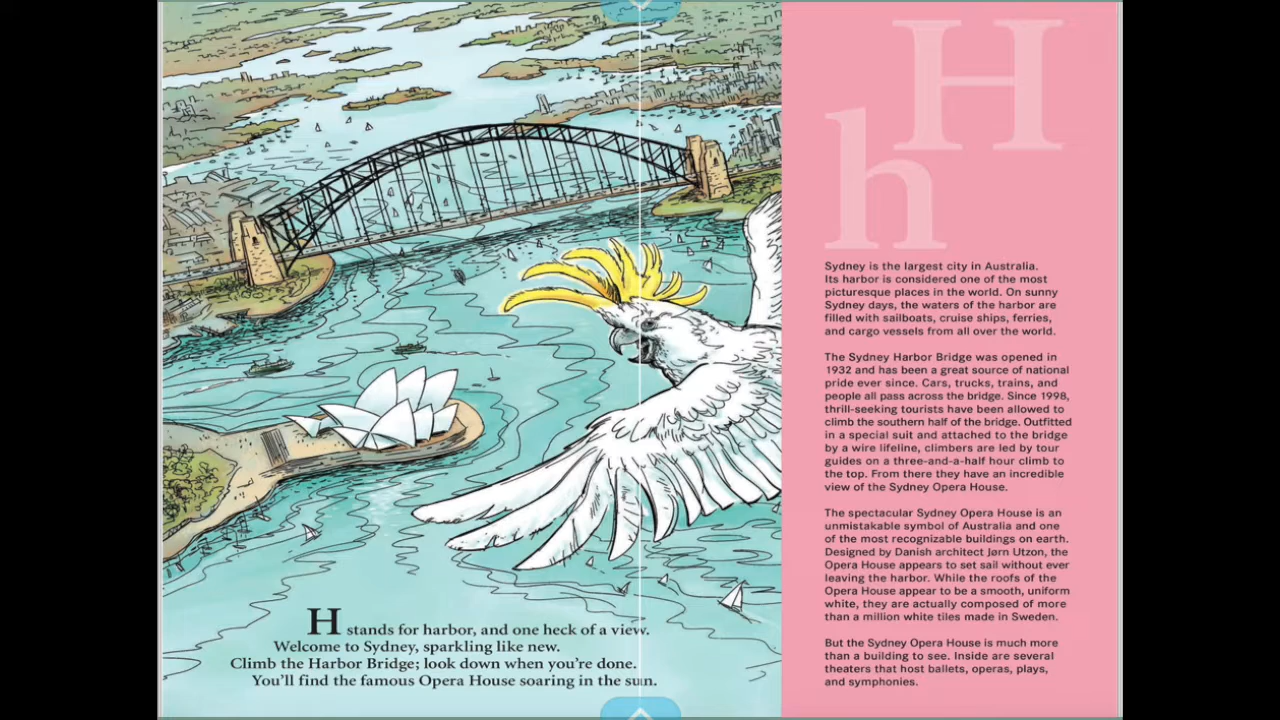 H stands for harbor, and one heck of a view.
Welcome to Sydney, sparkling like new.
Climb the Harbor Bridge; look down when you're done.
You'll find the famous Opera House soaring in the sun.
H
h
Sydney is the largest city in Australia.
Its harbor is considered one of the most
picturesque places in the world. On sunny
Sydney days, the waters of the harbor are
filled with sailboats, cruise ships, ferries,
and cargo vessels from all over the world.
The Sydney Harbor Bridge was opened in
1932 and has been a great source of national
pride ever since. Cars, trucks, trains, and
people all pass across the bridge. Since 1998,
thrill-seeking tourists have been allowed to
climb the southern half of the bridge. Outfitted
in a special suit and attached to the bridge
by a wire lifeline, climbers are led by tour
guides on a three-and-a-half hour climb to
the top. From there they have an incredible
view of the Sydney Opera House.
The spectacular Sydney Opera House is an
unmistakable symbol of Australia and one
of the most recognizable buildings on earth.
Designed by Danish architect Jørn Utzon, the
Opera House appears to set sail without ever
leaving the harbor. While the roofs of the
Opera House appear to be a smooth, uniform
white, they are actually composed of more
than a million white tiles made in Sweden.
But the Sydney Opera House is much more
than a building to see. Inside are several
theaters that host ballets, operas, plays,
and symphonies.